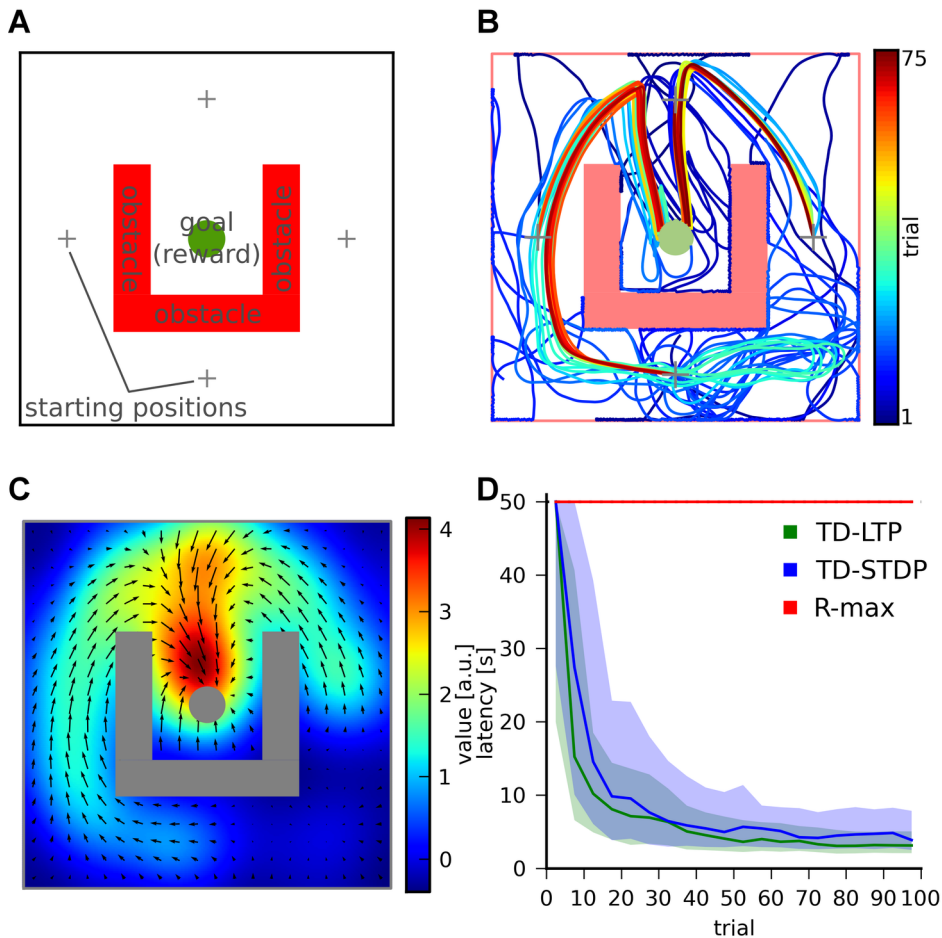 A
obstacle
goal
(reward)
obstacle
obstacle
starting positions
B
75
trial
1
C
4
3
2
1
0
value [a.u.]
D
50
40
30
20
10
0
latency [s]
TD-LTP
TD-STDP
R-max
0 10 20 30 40 50 60 70 80 90 100
trial